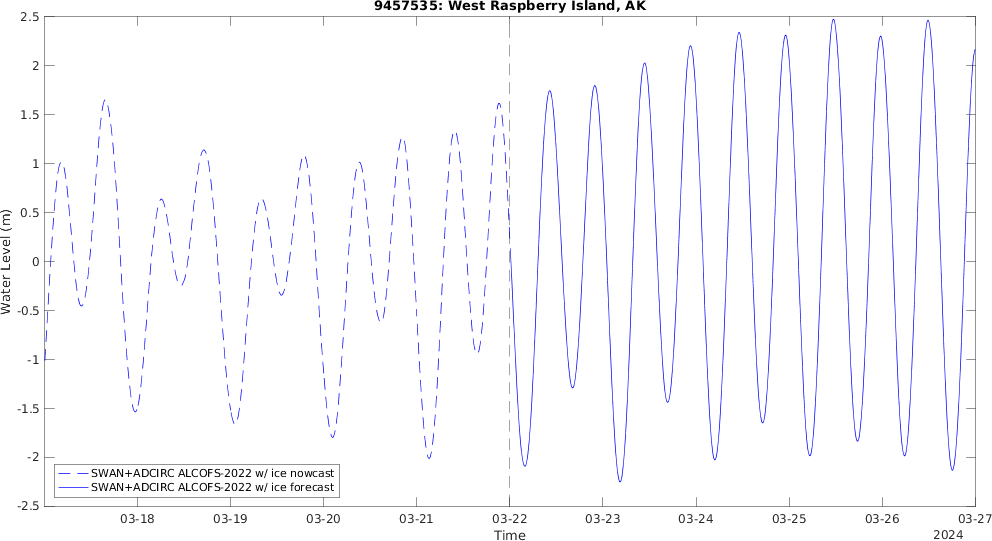 9457535: West Raspberry Island, AK
2.5
2
1.5
1
0.5
0
-0.5
-1
-1.5
-2
-2.5
Water Level (m)
SWAN+ADCIRC ALCOFS-2022 w/ ice nowcast
SWAN+ADCIRC ALCOFS-2022 w/ ice forecast
03-18 03-19 03-20 03-21 03-22 03-23 03-24 03-25 03-26 03-27
Time
2024